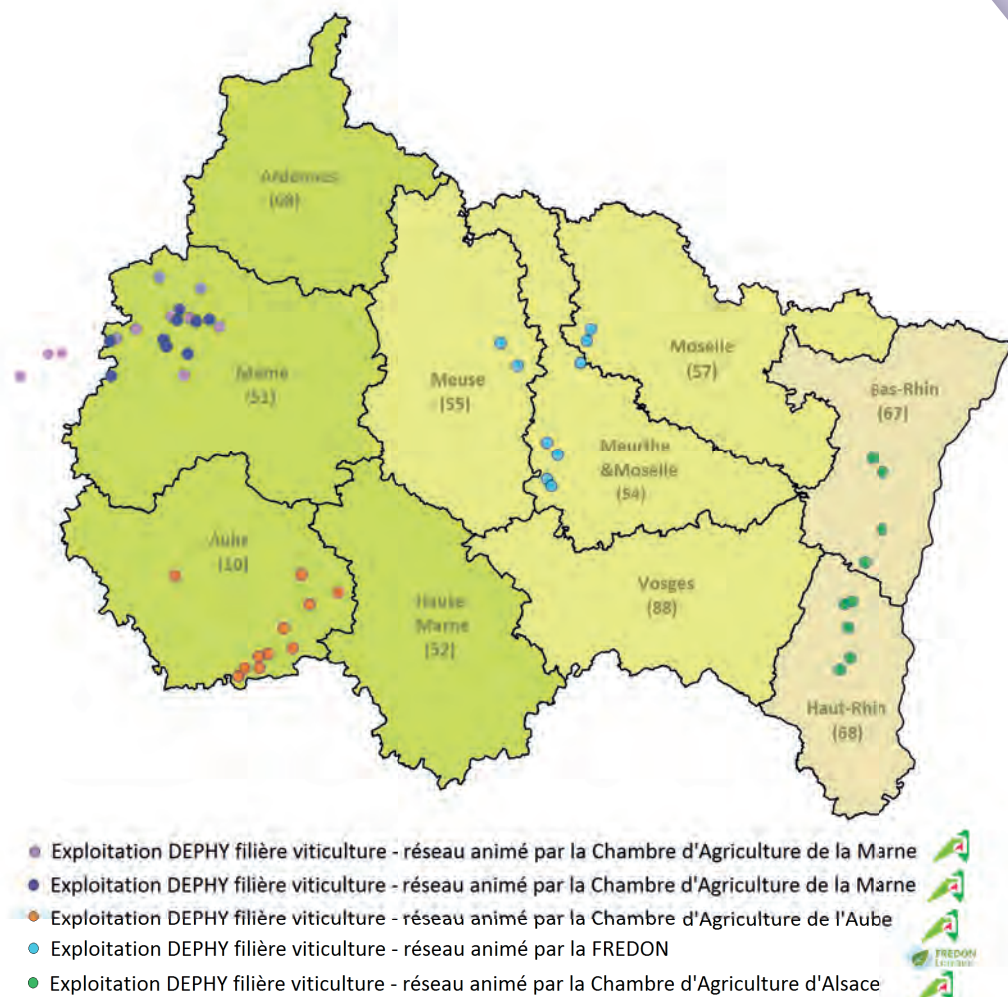 Ardennes
(08)
Marne
(51)
Meuse
(55)
Moselle
(57)
Bas-Rhin
(67)
Meurthe
&Moselle
(54)
Aube
(10)
Haute
Marne
(52)
Vosges
(88)
Haut-Rhin
(68)
Exploitation DEPHY filière viticulture - réseau animé par la Chambre d'Agriculture de la Marne
Exploitation DEPHY filière viticulture - réseau animé par la Chambre d'Agriculture de la Marne
Exploitation DEPHY filière viticulture - réseau animé par la Chambre d'Agriculture de l'Aube
Exploitation DEPHY filière viticulture - réseau animé par la FREDON
FREDON
Exploitation DEPHY filière viticulture - réseau animé par la Chambre d'Agriculture d'Alsace